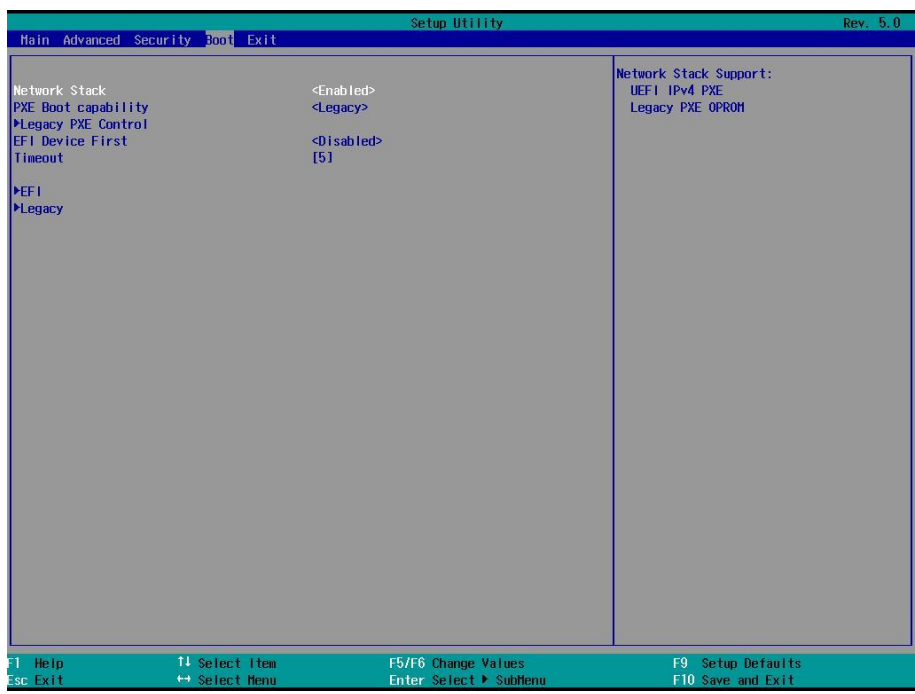 Setup Utility Rev. 5.0
Main Advanced Security Boot Exit
Network Stack <Enabled>
PXE Boot capability <Legacy>
▶Legacy PXE Control
EFI Device First <Disabled>
Timeout [5]
▶EFI
▶Legacy
Network Stack Support:
UEFI IPv4 PXE
Legacy PXE OPROM
F1 Help ↑↓ Select Item F5/F6 Change Values F9 Setup Defaults
Esc Exit ↔ Select Menu Enter Select ▶ SubMenu F10 Save and Exit